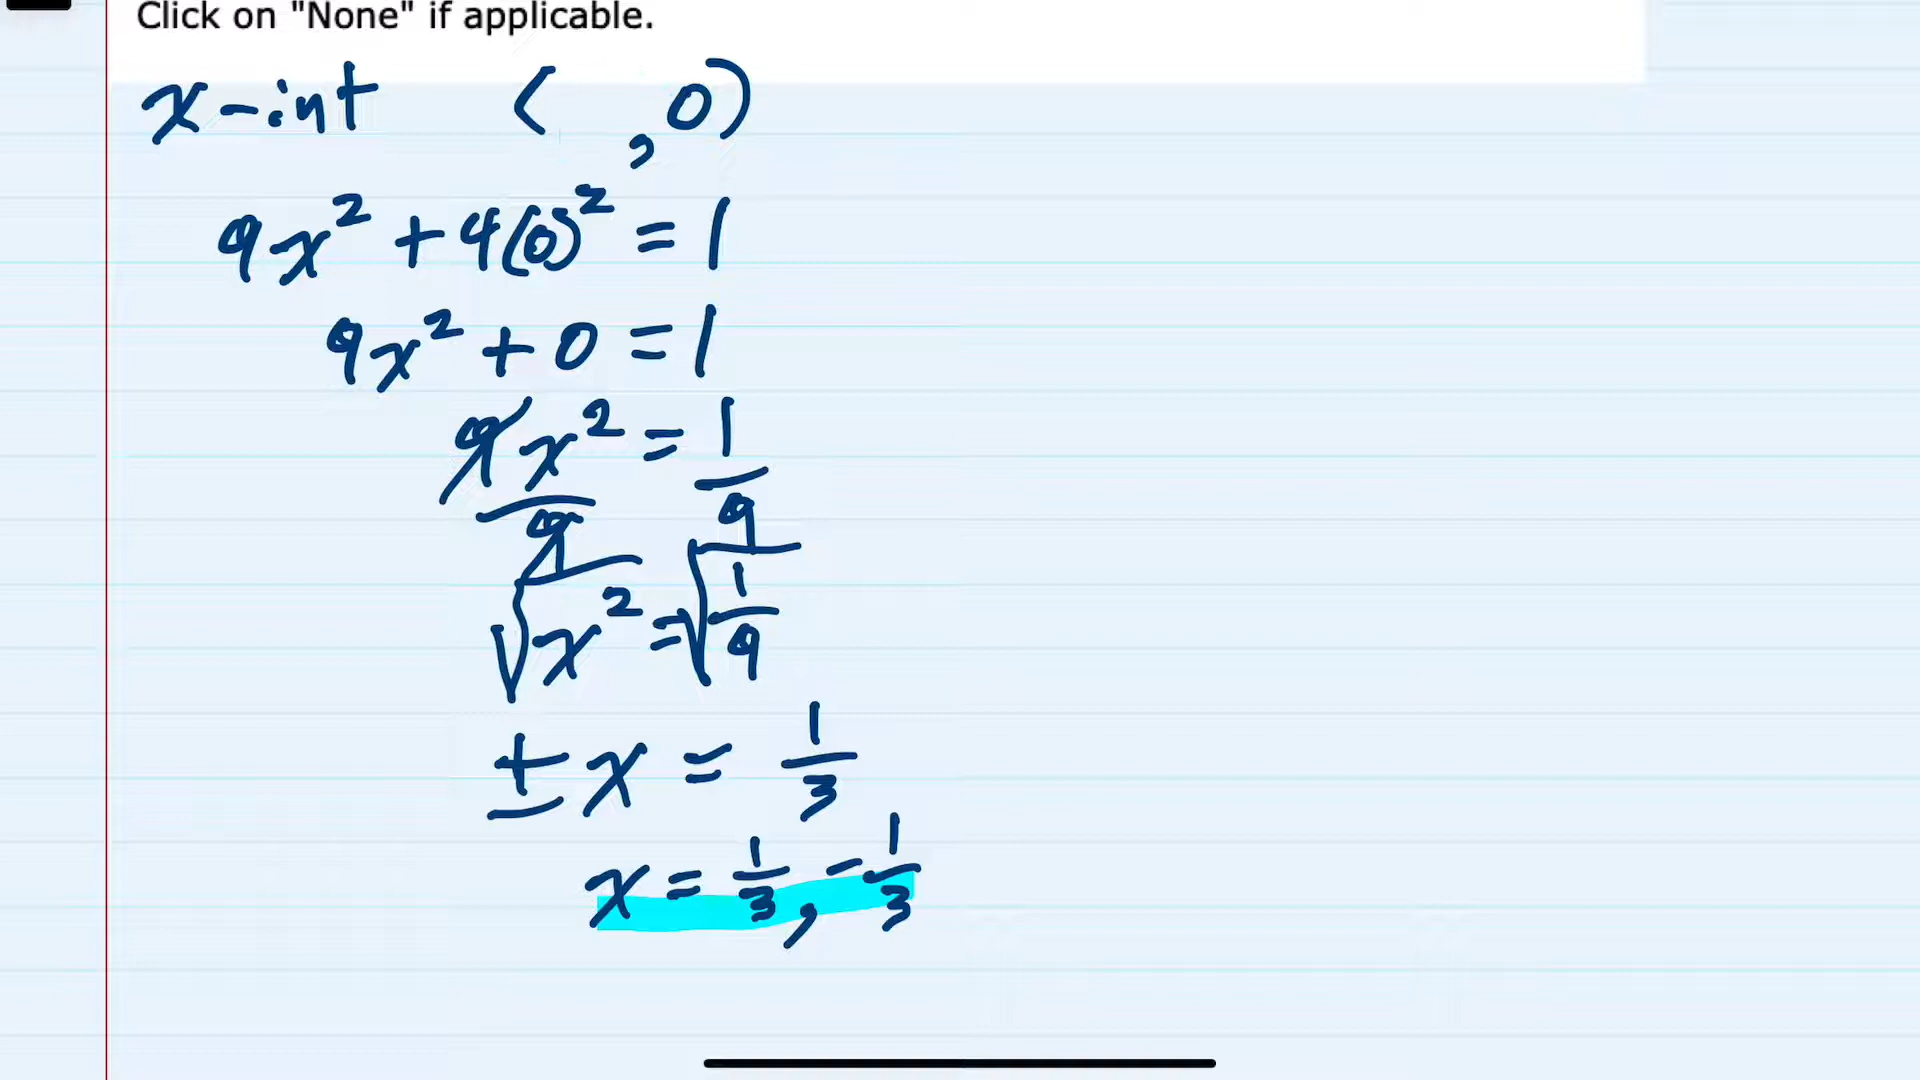 Click on "None" if applicable.
x-int ( , 0)
9x² + 4(0)² = 1
9x² + 0 = 1
9x²/9 = 1/9
√x² = √1/9
± x = 1/3
x = 1/3, -1/3